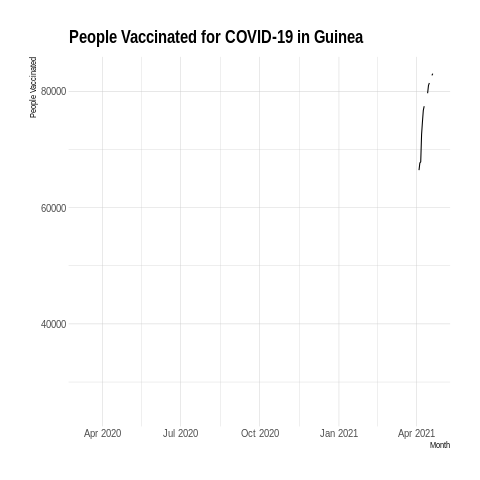 People Vaccinated for COVID-19 in Guinea
People Vaccinated
80000
60000
40000
Apr 2020 Jul 2020 Oct 2020 Jan 2021 Apr 2021
Month